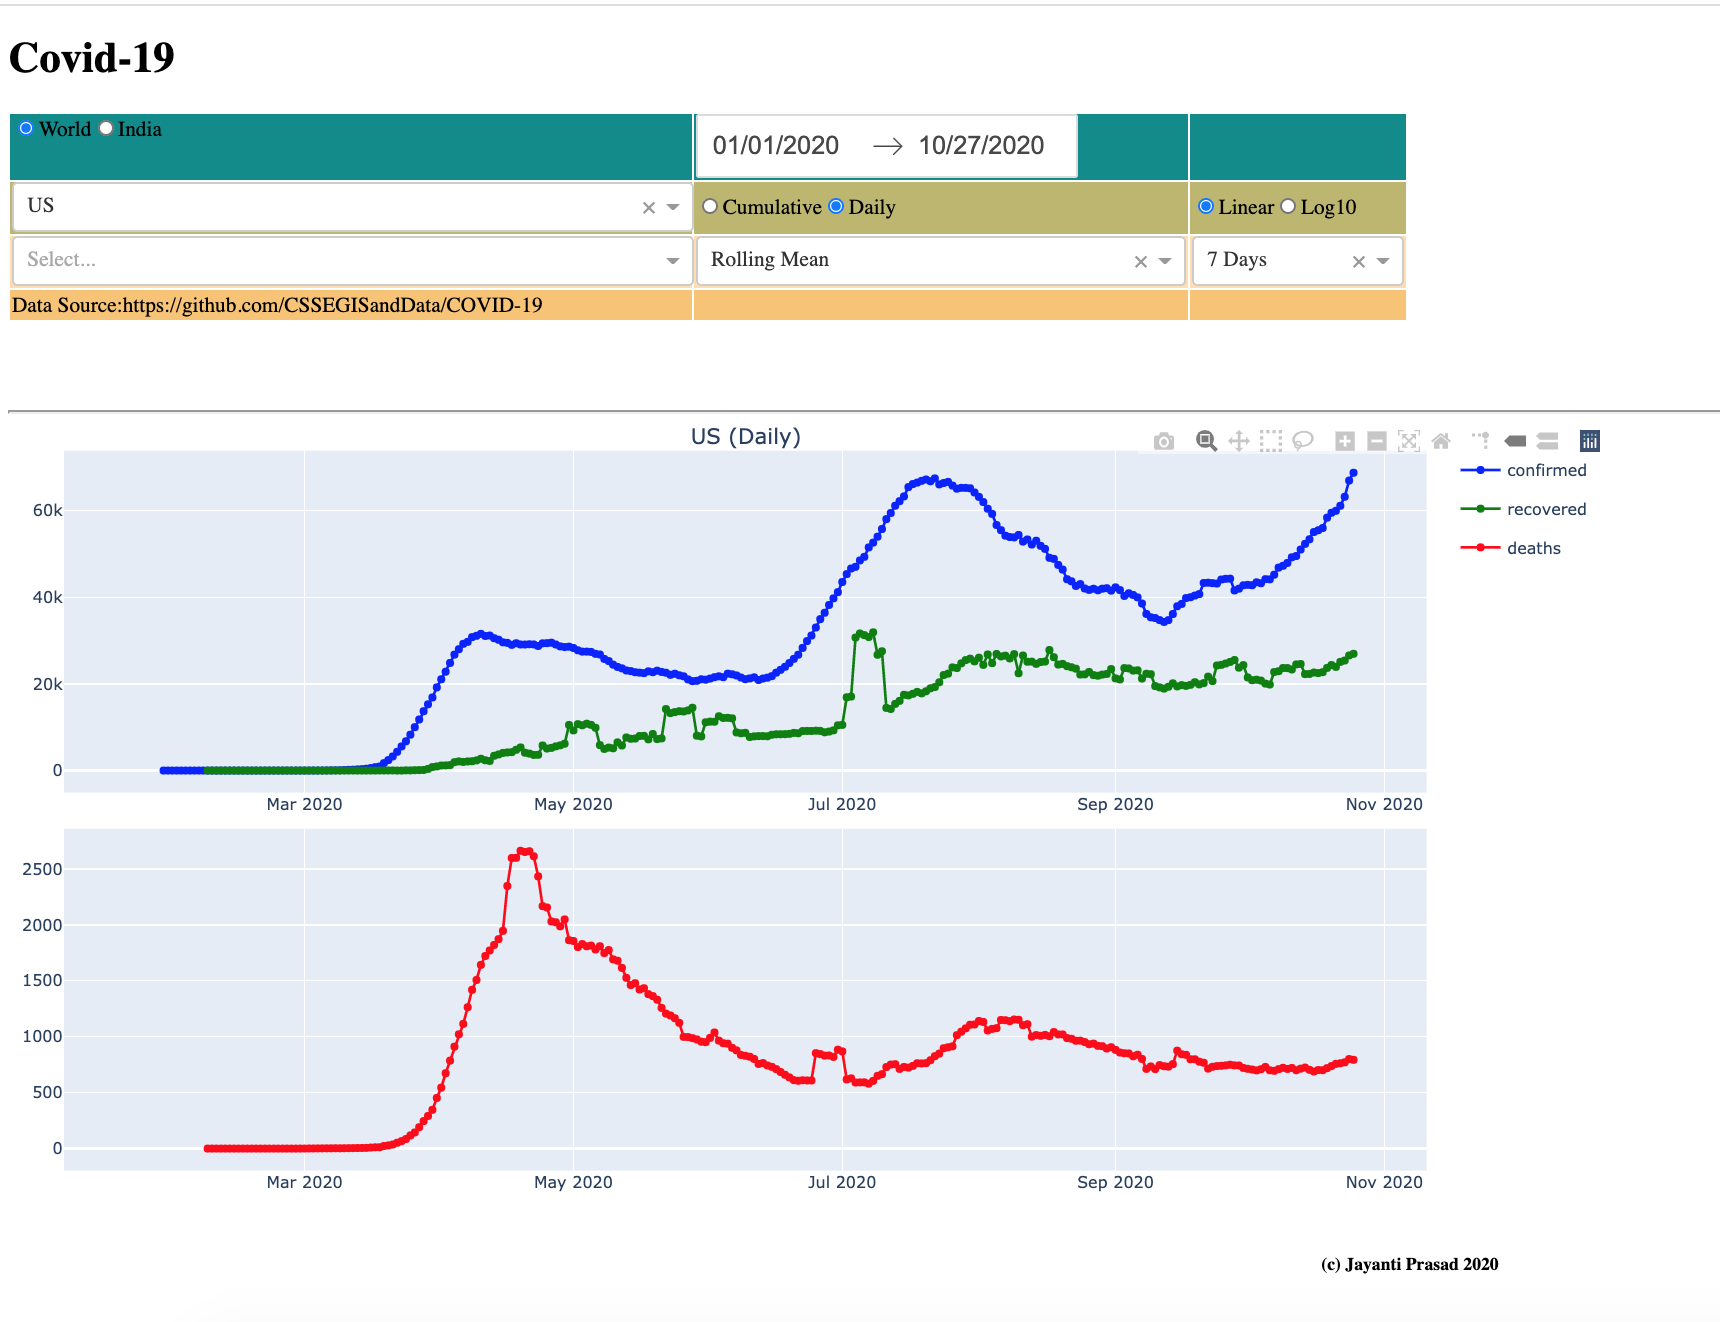 Covid-19
World India
01/01/2020 → 10/27/2020
US × Cumulative Daily Linear Log10
Select... Rolling Mean × 7 Days ×
Data Source:https://github.com/CSSEGISandData/COVID-19
US (Daily)
confirmed
recovered
deaths
60k
40k
20k
0
Mar 2020 May 2020 Jul 2020 Sep 2020 Nov 2020
2500
2000
1500
1000
500
0
Mar 2020 May 2020 Jul 2020 Sep 2020 Nov 2020
(c) Jayanti Prasad 2020